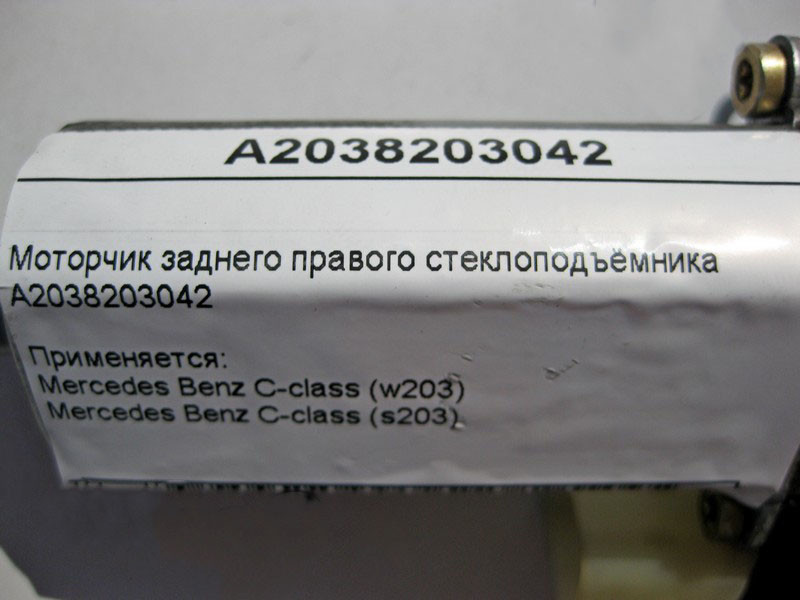 A2038203042
Моторчик заднего правого стеклоподъёмника
A2038203042
Применяется:
Mercedes Benz C-class (w203)
Mercedes Benz C-class (s203)